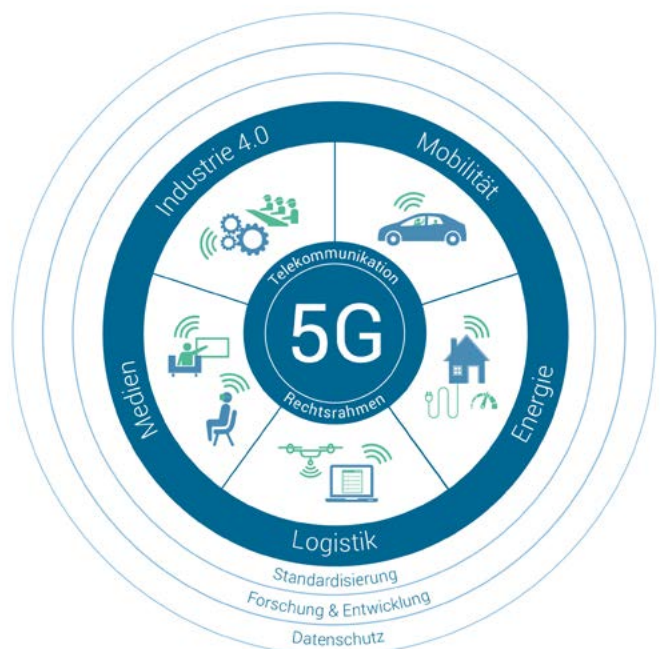 Industrie 4.0
Mobilität
Telekommunikation
5G
Rechtsrahmen
Medien
Energie
Logistik
Standardisierung
Forschung & Entwicklung
Datenschutz